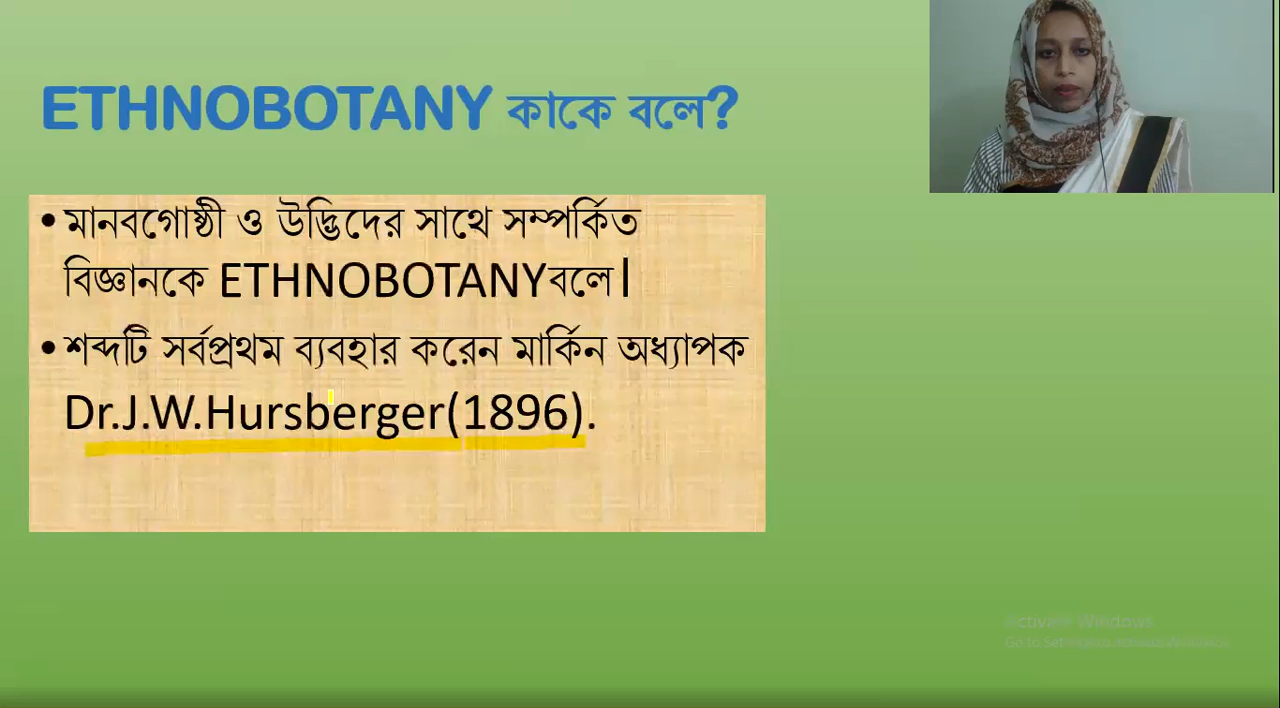 ETHNOBOTANY কাকে বলে?
• মানবগোষ্ঠী ও উদ্ভিদের সাথে সম্পর্কিত
বিজ্ঞানকে ETHNOBOTANYবলে।
• শব্দটি সর্বপ্রথম ব্যবহার করেন মার্কিন অধ্যাপক
Dr.J.W.Hursberger(1896).
Activate Windows
Go to Settings to activate Windows.